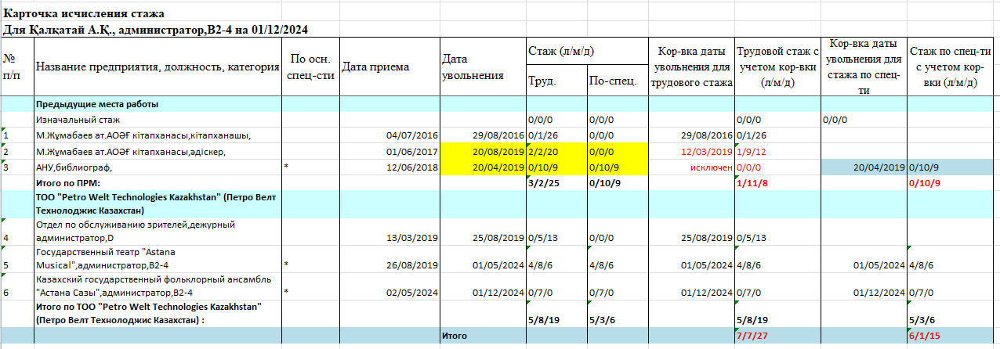 Карточка исчисления стажа
Для Қалқатай А.Қ., администратор,В2-4 на 01/12/2024
№ п/п Название предприятия, должность, категория По осн. спец-сти Дата приема Дата увольнения Стаж (л/м/д) Труд. По-спец. Кор-вка даты увольнения для трудового стажа Трудовой стаж с учетом кор-вки (л/м/д) Кор-вка даты увольнения для стажа по спец-ти Стаж по спец-ти с учетом кор-вки (л/м/д)
Предыдущие места работы
Изначальный стаж 0/0/0 0/0/0 0/0/0 0/0/0
1 М.Жұмабаев ат.АОӘҒ кітапханасы,кітапханашы, 04/07/2016 29/08/2016 0/1/26 0/0/0 29/08/2016 0/1/26
2 М.Жұмабаев ат.АОӘҒ кітапханасы,әдіскер, 01/06/2017 20/08/2019 2/2/20 0/0/0 12/03/2019 1/9/12
3 АНУ,библиограф, * 12/06/2018 20/04/2019 0/10/9 0/10/9 исключен 0/0/0 20/04/2019 0/10/9
Итого по ПРМ: 3/2/25 0/10/9 1/11/8 0/10/9
ТОО "Petro Welt Technologies Kazakhstan" (Петро Велт
Технолоджис Казахстан)
Отдел по обслуживанию зрителей,дежурный
4 администратор,D 13/03/2019 25/08/2019 0/5/13 0/0/0 25/08/2019 0/5/13
Государственный театр "Astana
5 Musical",администратор,В2-4 * 26/08/2019 01/05/2024 4/8/6 4/8/6 01/05/2024 4/8/6 01/05/2024 4/8/6
Казахский государственный фольклорный ансамбль
6 "Астана Сазы",администратор,В2-4 * 02/05/2024 01/12/2024 0/7/0 0/7/0 01/12/2024 0/7/0 01/12/2024 0/7/0
Итого по ТОО "Petro Welt Technologies Kazakhstan"
(Петро Велт Технолоджис Казахстан) : 5/8/19 5/3/6 5/8/19 5/3/6
Итого 7/7/27 6/1/15